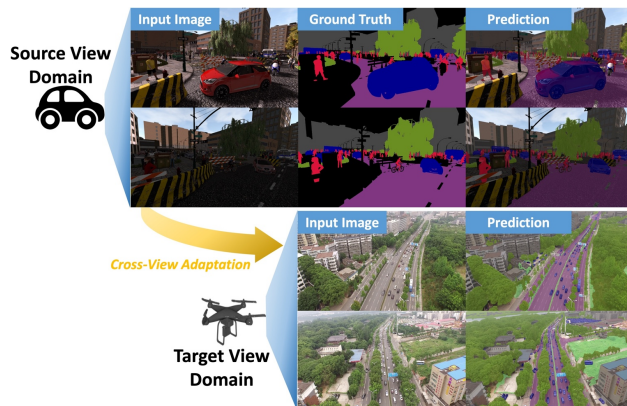 Input Image
Ground Truth
Prediction
Source View
Domain
Input Image
Prediction
Cross-View Adaptation
Target View
Domain